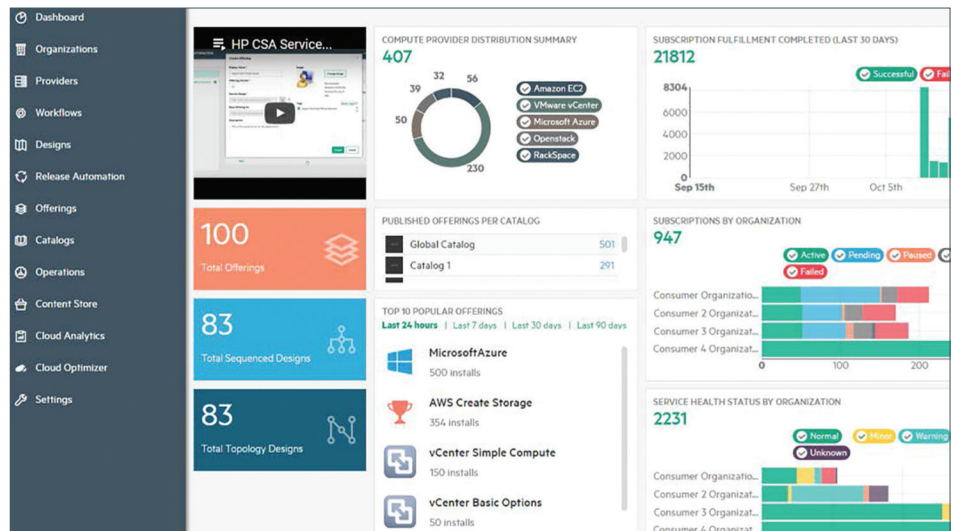 Dashboard
Organizations
Providers
Workflows
Designs
Release Automation
Offerings
Catalogs
Operations
Content Store
Cloud Analytics
Cloud Optimizer
Settings
HP CSA Service...
100
Total Offerings
83
Total Sequenced Designs
83
Total Topology Designs
COMPUTE PROVIDER DISTRIBUTION SUMMARY
407
32
56
39
50
230
Amazon EC2
VMware vCenter
Microsoft Azure
Openstack
RackSpace
PUBLISHED OFFERINGS PER CATALOG
Global Catalog 501
Catalog 1 291
TOP 10 POPULAR OFFERINGS
Last 24 hours | Last 7 days | Last 30 days | Last 90 days
MicrosoftAzure
500 installs
AWS Create Storage
354 installs
vCenter Simple Compute
150 installs
vCenter Basic Options
50 installs
SUBSCRIPTION FULFILLMENT COMPLETED (LAST 30 DAYS)
21812
Successful Fai
8304
6000
4000
2000
0
Sep 15th Sep 27th Oct 5th
SUBSCRIPTIONS BY ORGANIZATION
947
Active Pending Paused
Failed
Consumer Organizatio...
Consumer 2 Organizat...
Consumer 3 Organizat...
Consumer 4 Organizat...
0 100 200
SERVICE HEALTH STATUS BY ORGANIZATION
2231
Normal Minor Warning
Unknown
Consumer Organizatio...
Consumer 2 Organizat...
Consumer 3 Organizat...
Consumer 4 Organizat...